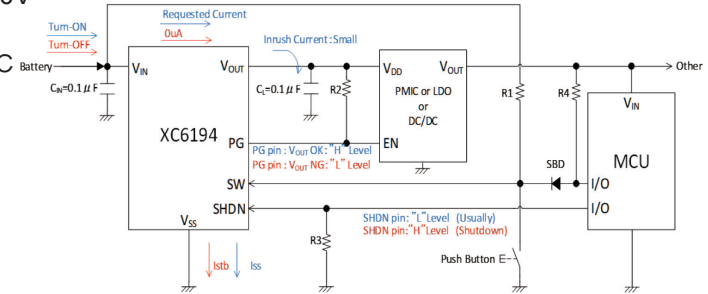 Turn-ON
Turn-OFF
Requested Current
0uA
Inrush Current:Small
C Battery
CIN=0.1μF
VIN
VOUT
XC6194
PG
SW
SHDN
VSS
CL=0.1μF
R2
VDD
VOUT
PMIC or LDO
or
DC/DC
EN
PG pin : VOUT OK: "H" Level
PG pin : VOUT NG: "L" Level
R1
R4
Other
VIN
MCU
SBD
I/O
I/O
SHDN pin:"L"Level (Usually)
SHDN pin:"H"Level (Shutdown)
R3
Push Button
Istb
Iss